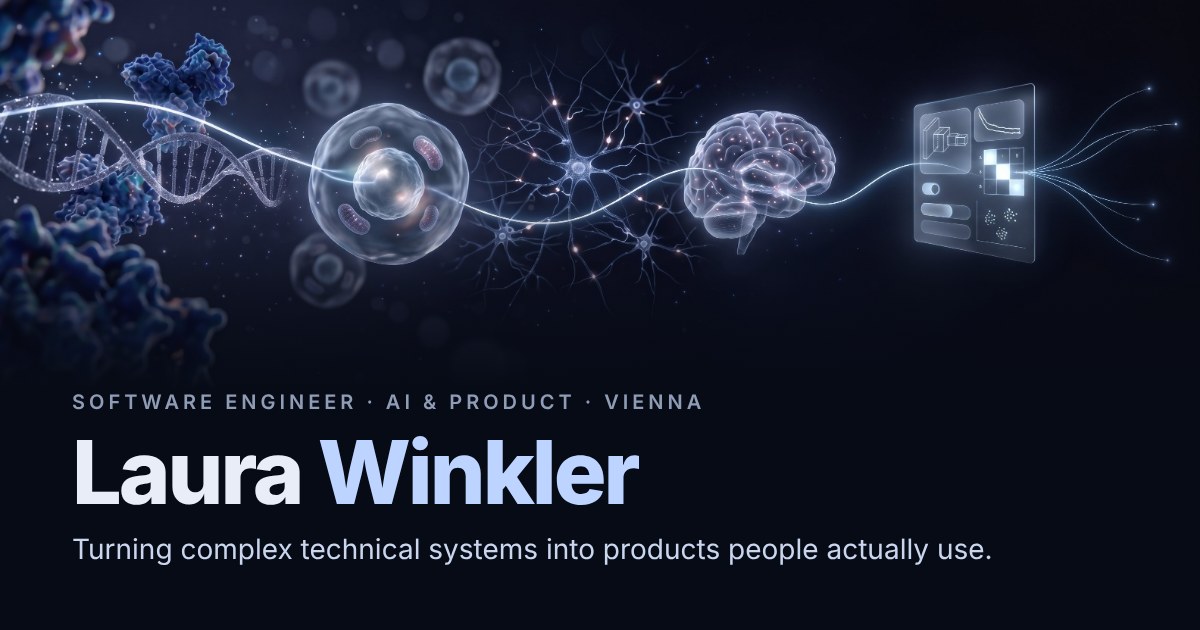 SOFTWARE ENGINEER · AI & PRODUCT · VIENNA
Laura Winkler
Turning complex technical systems into products people actually use.